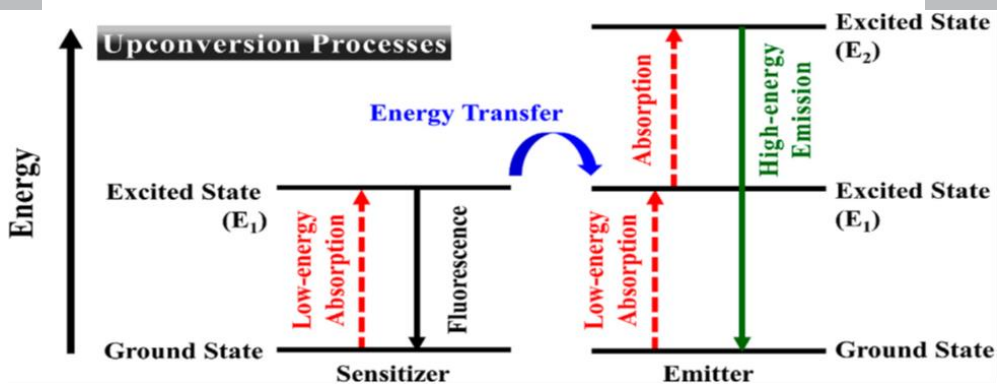 Upconversion Processes
Energy
Excited State
(E₁)
Ground State
Low-energy
Absorption
Fluorescence
Sensitizer
Energy Transfer
Low-energy
Absorption
Absorption
High-energy
Emission
Emitter
Excited State
(E₂)
Excited State
(E₁)
Ground State